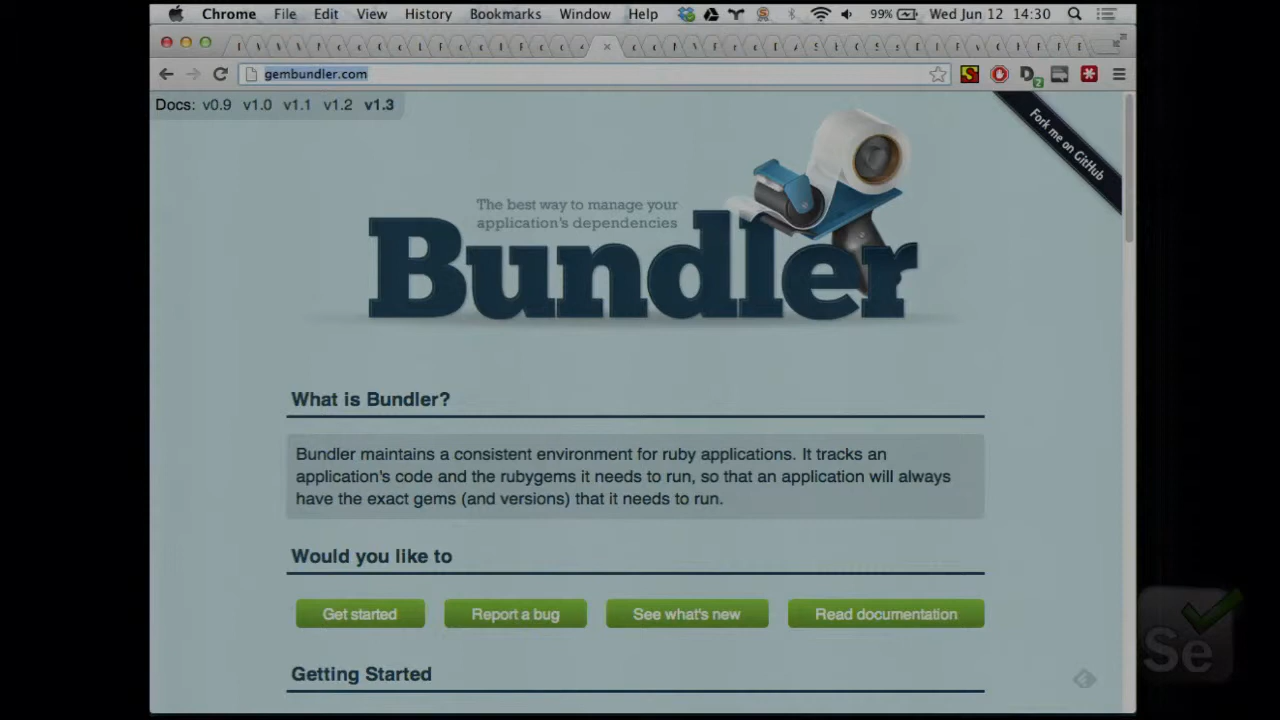 Chrome File Edit View History Bookmarks Window Help 99% Wed Jun 12 14:30
gembundler.com
Docs: v0.9 v1.0 v1.1 v1.2 v1.3
Fork me on GitHub
The best way to manage your
application's dependencies
Bundler
What is Bundler?
Bundler maintains a consistent environment for ruby applications. It tracks an
application's code and the rubygems it needs to run, so that an application will always
have the exact gems (and versions) that it needs to run.
Would you like to
Get started Report a bug See what's new Read documentation
Getting Started
Se